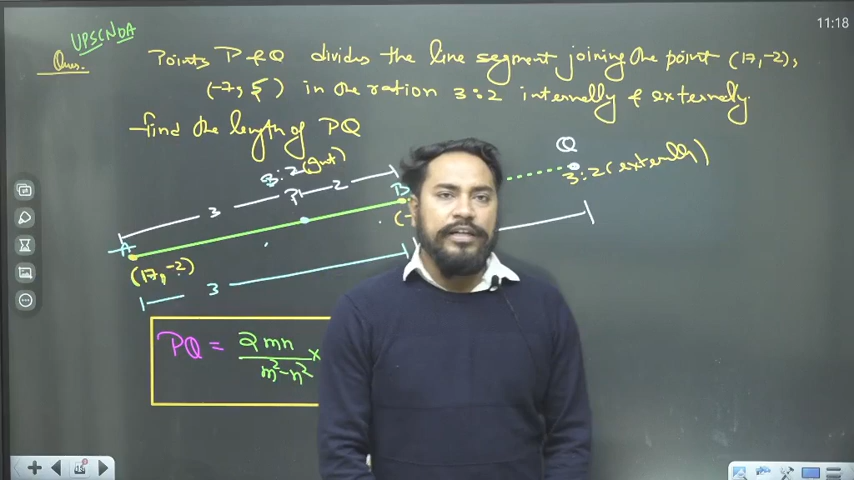 11:18
UPSC NDA
Ques. Points P & Q divides the line segment joining the point (17,-2),
(-7, 5) in the ration 3:2 internally & externally.
find the length of PQ
Q
3:2 (externally)
3:2 (int)
3 P 2
B
A
(-7
(17,-2)
3
PQ = 2mn / m²-n² ×